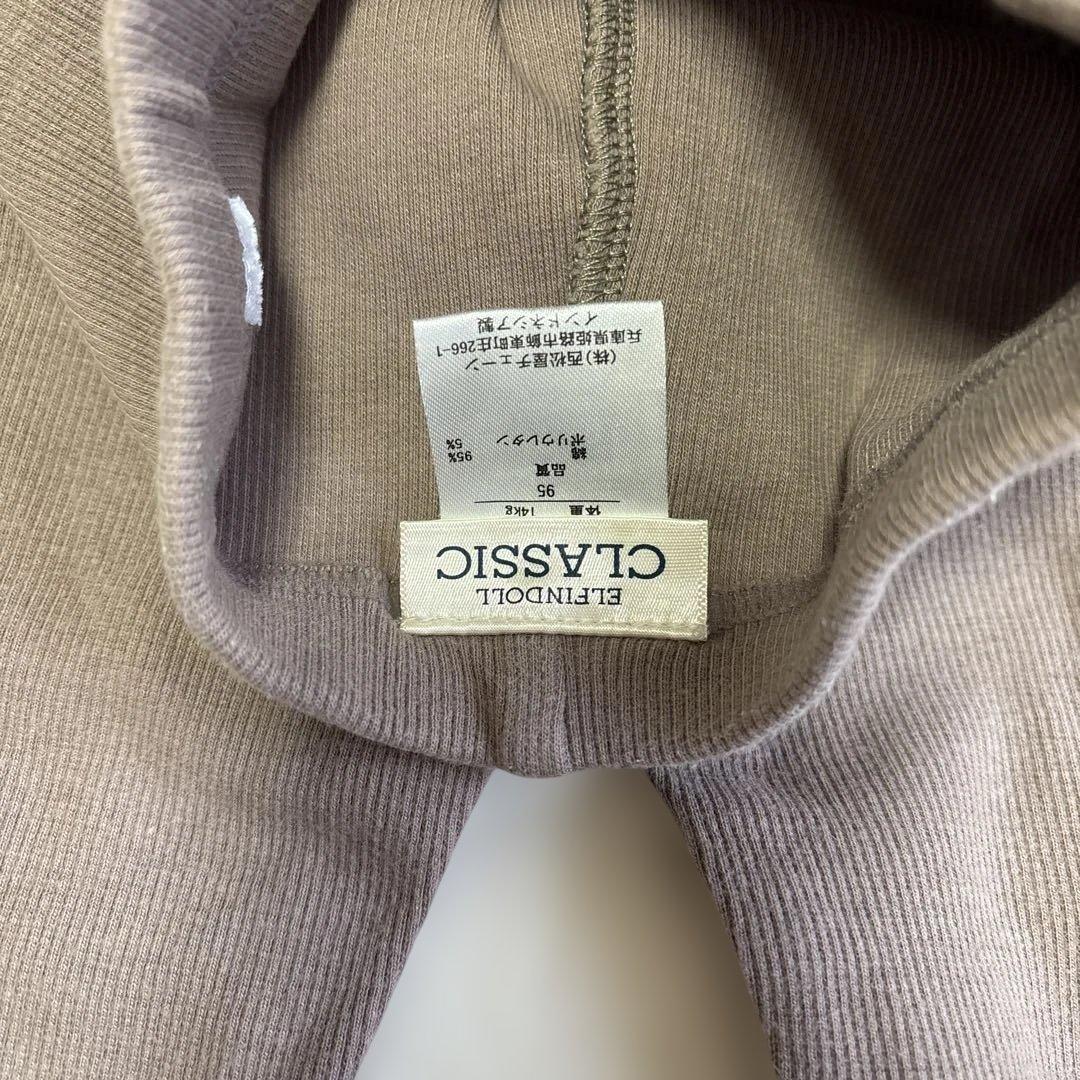 ELFINDOLL
CLASSIC
体重 14kg
95
品質
綿 95%
ポリウレタン 5%
(株)西松屋チェーン
兵庫県姫路市飾東町庄266-1
インドネシア製